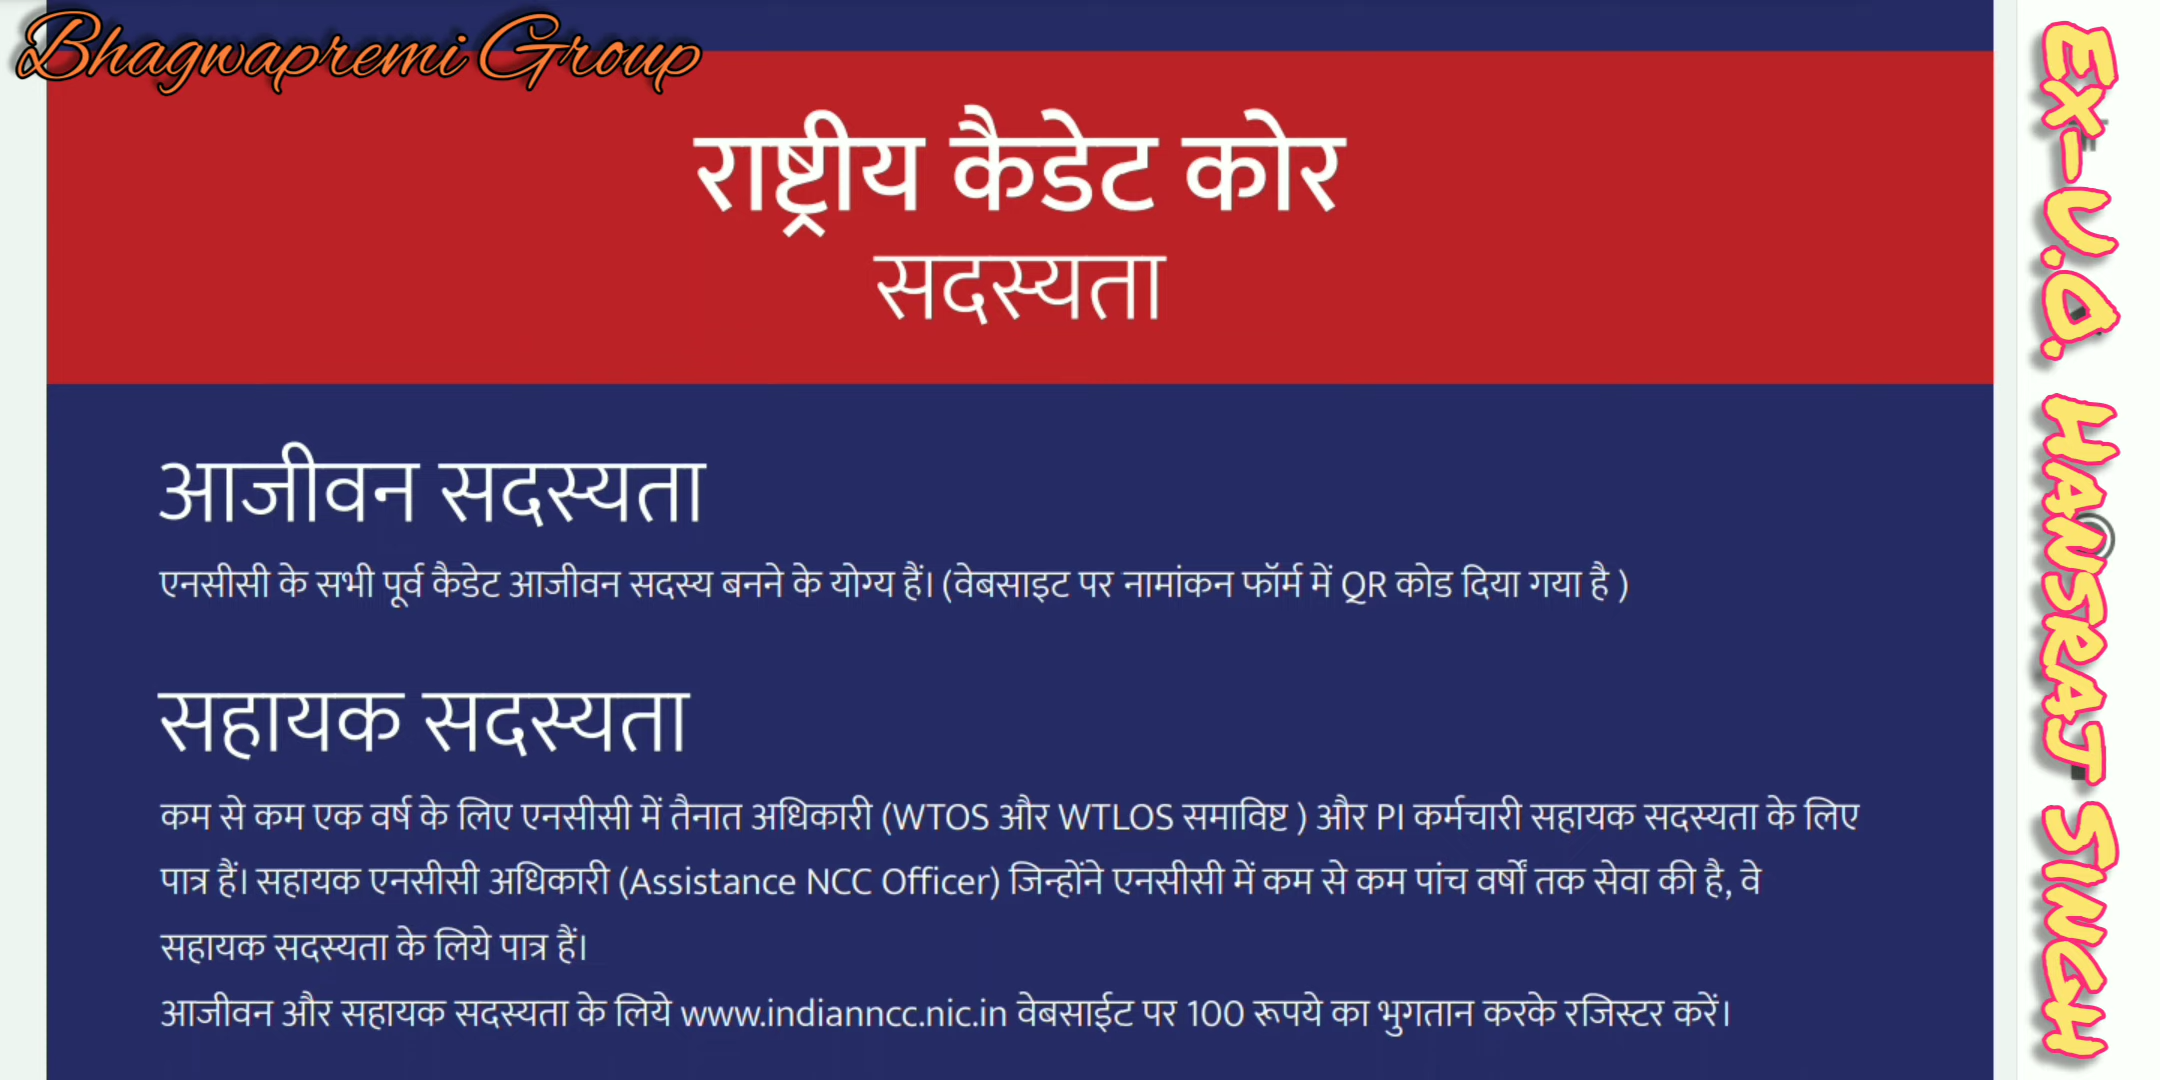 Bhagwapremi Group
राष्ट्रीय कैडेट कोर
सदस्यता
आजीवन सदस्यता
एनसीसी के सभी पूर्व कैडेट आजीवन सदस्य बनने के योग्य हैं। (वेबसाइट पर नामांकन फॉर्म में QR कोड दिया गया है )
सहायक सदस्यता
कम से कम एक वर्ष के लिए एनसीसी में तैनात अधिकारी (WTOS और WTLOS समाविष्ट ) और PI कर्मचारी सहायक सदस्यता के लिए
पात्र हैं। सहायक एनसीसी अधिकारी (Assistance NCC Officer) जिन्होंने एनसीसी में कम से कम पांच वर्षों तक सेवा की है, वे
सहायक सदस्यता के लिये पात्र हैं।
आजीवन और सहायक सदस्यता के लिये www.indianncc.nic.in वेबसाईट पर 100 रूपये का भुगतान करके रजिस्टर करें।
Ex-U.O. HANSRAJ SINGH